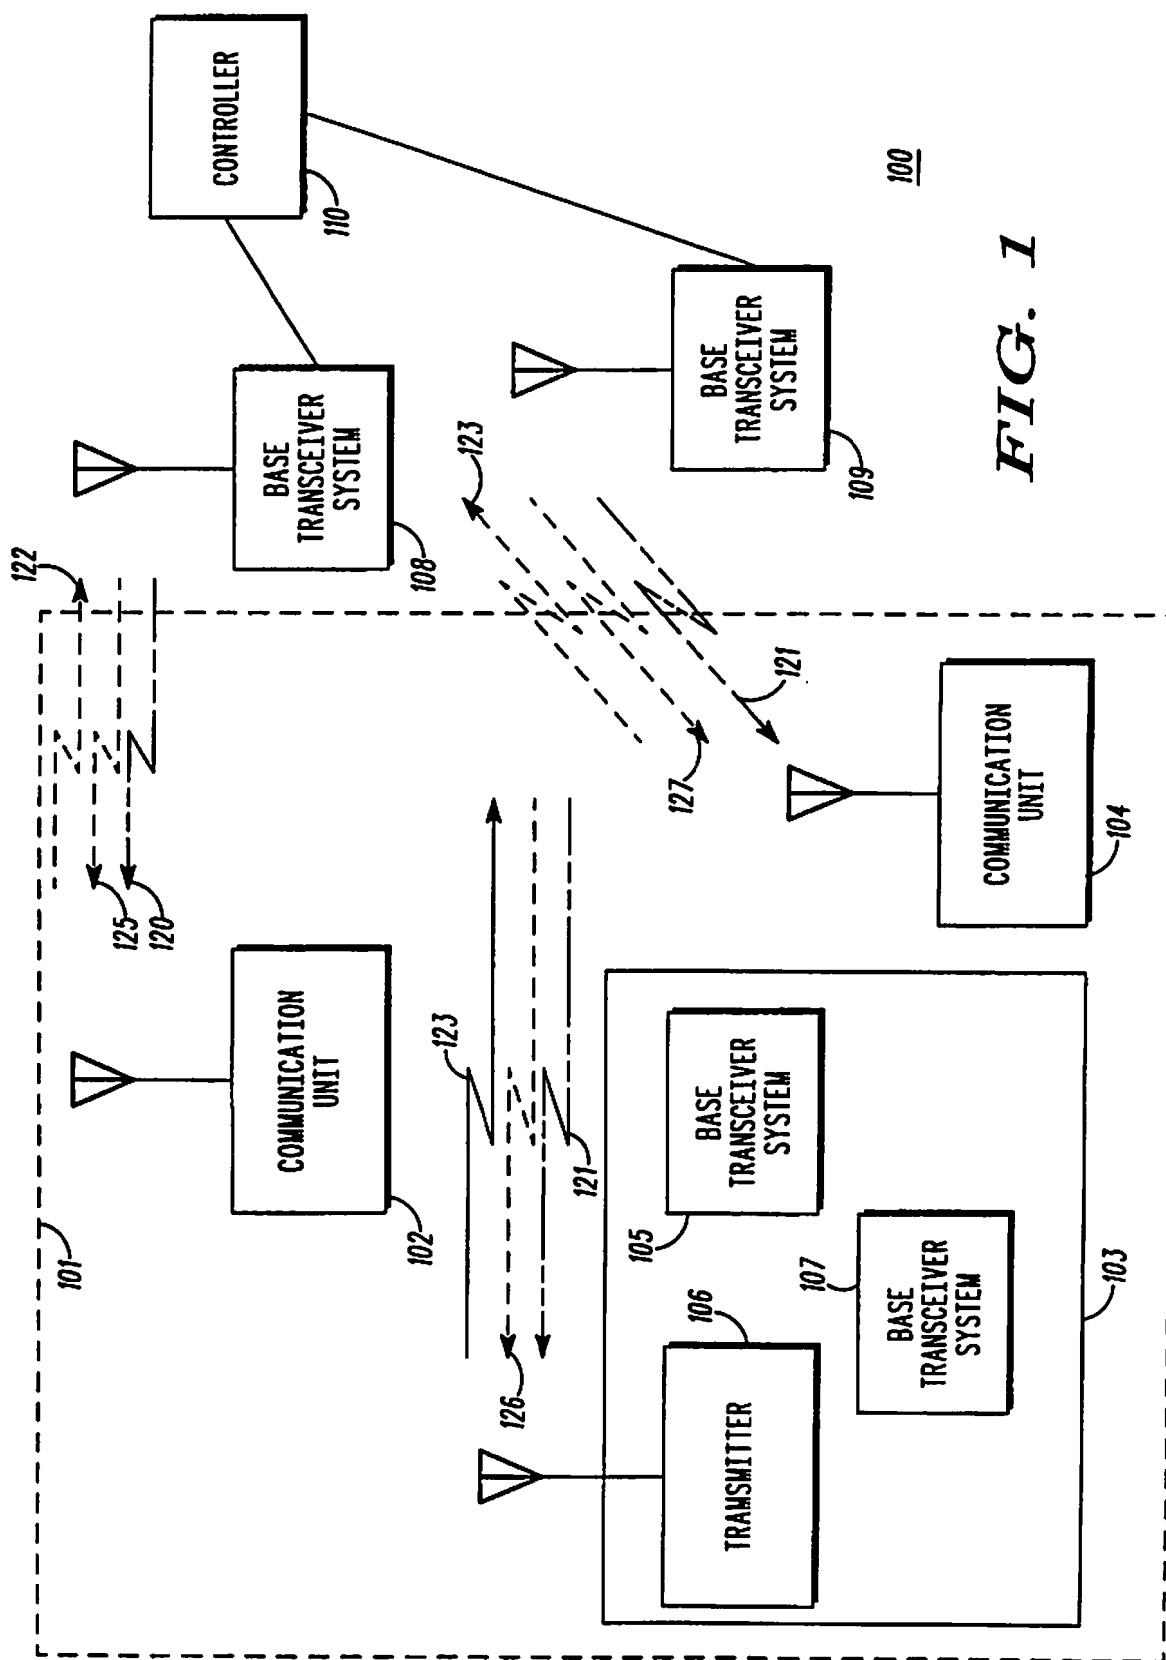 101
122
125
120
COMMUNICATION
UNIT
102
BASE
TRANSCEIVER
SYSTEM
108
CONTROLLER
110
123
126
121
123
127
121
BASE
TRANSCEIVER
SYSTEM
109
TRAMSMITTER
106
BASE
TRANSCEIVER
SYSTEM
105
BASE
TRANSCEIVER
SYSTEM
107
103
COMMUNICATION
UNIT
104
100
FIG. 1